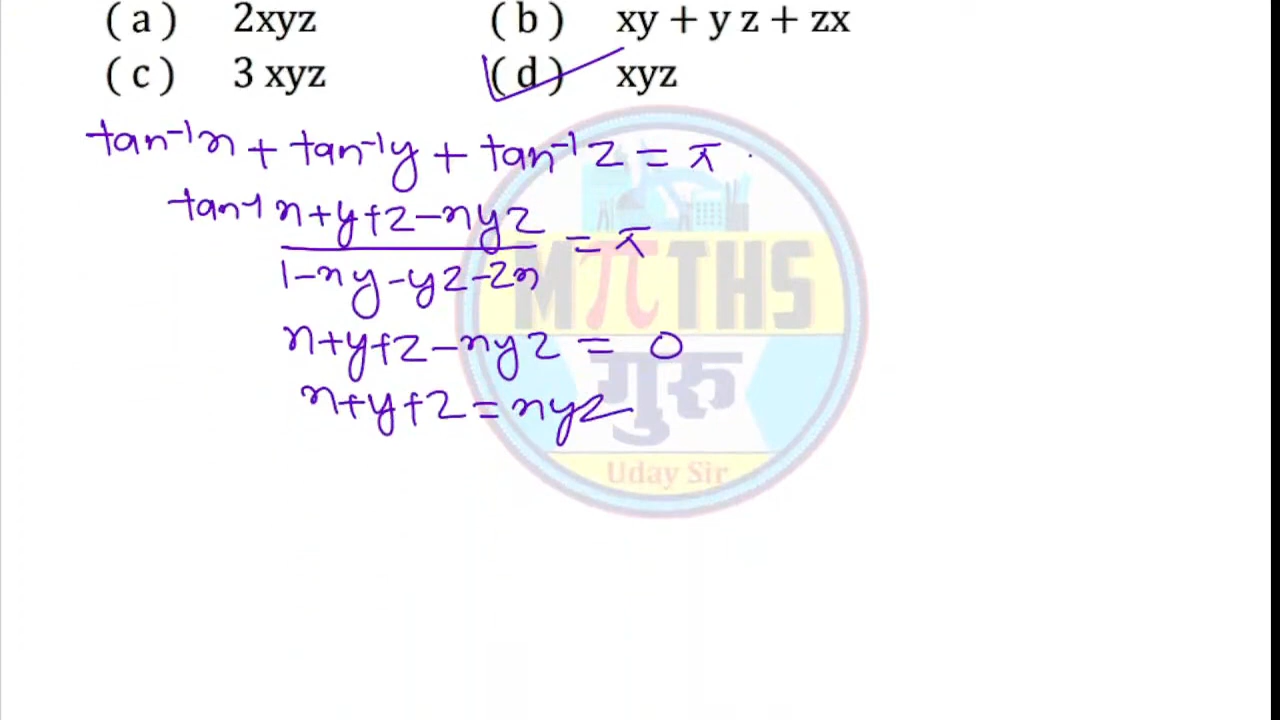 ( a ) 2xyz ( b ) xy + y z + zx
( c ) 3 xyz ( d ) xyz
tan⁻¹x + tan⁻¹y + tan⁻¹z = π
tan⁻¹ x+y+z-xyz = π
1-xy-yz-zx
x+y+z-xyz = 0
x+y+z = xyz
MπTHS
गुरु
Uday Sir